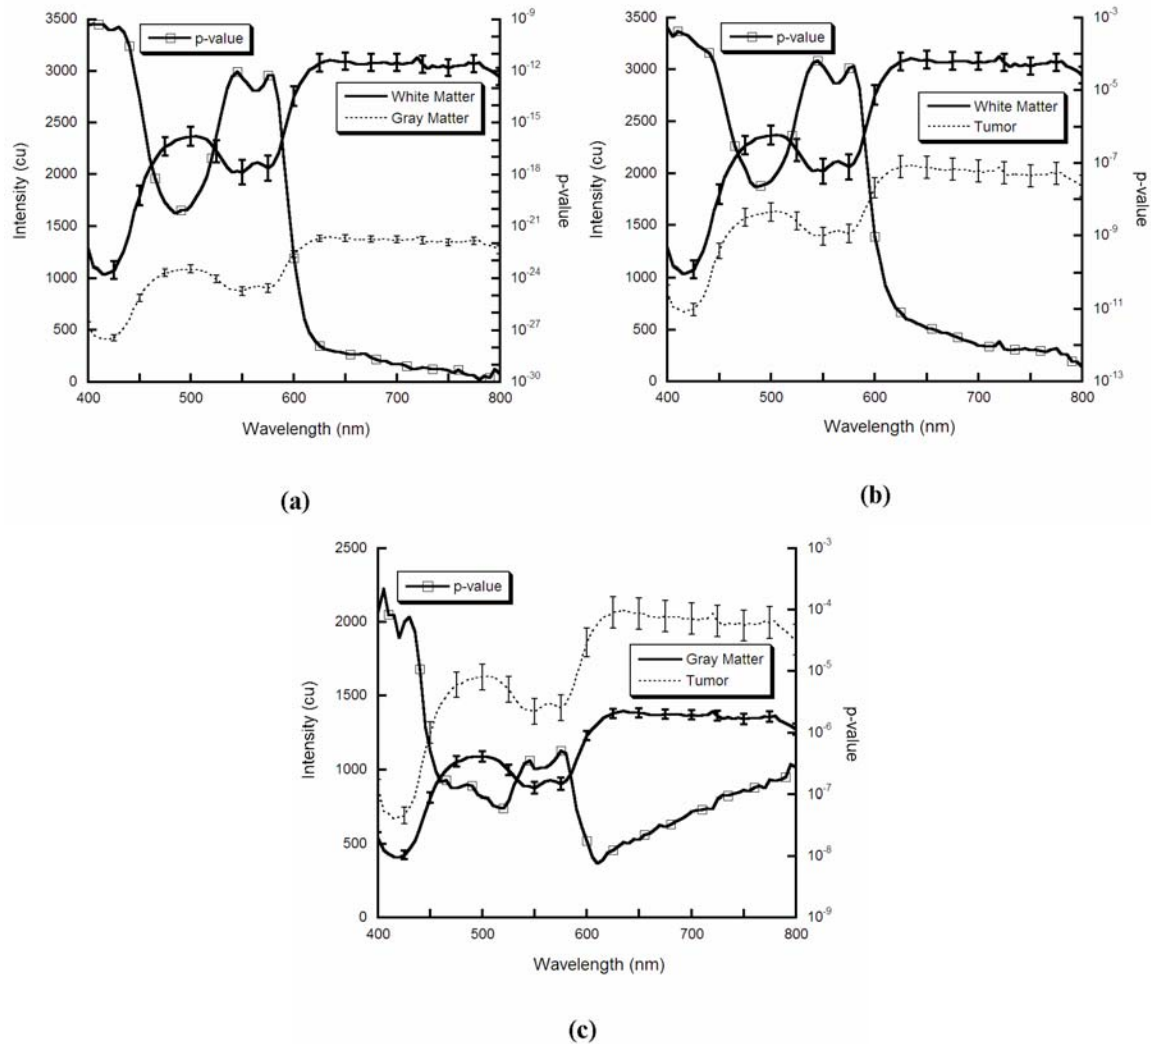 3500
3000
2500
2000
1500
1000
500
0
Intensity (cu)
p-value
White Matter
Gray Matter
10-9
10-12
10-15
10-18
10-21
10-24
10-27
10-30
p-value
400 500 600 700 800
Wavelength (nm)
(a)
3500
3000
2500
2000
1500
1000
500
0
Intensity (cu)
p-value
White Matter
Tumor
10-3
10-5
10-7
10-9
10-11
10-13
p-value
400 500 600 700 800
Wavelength (nm)
(b)
2500
2000
1500
1000
500
0
Intensity (cu)
p-value
Gray Matter
Tumor
10-3
10-4
10-5
10-6
10-7
10-8
10-9
p-value
400 500 600 700 800
Wavelength (nm)
(c)